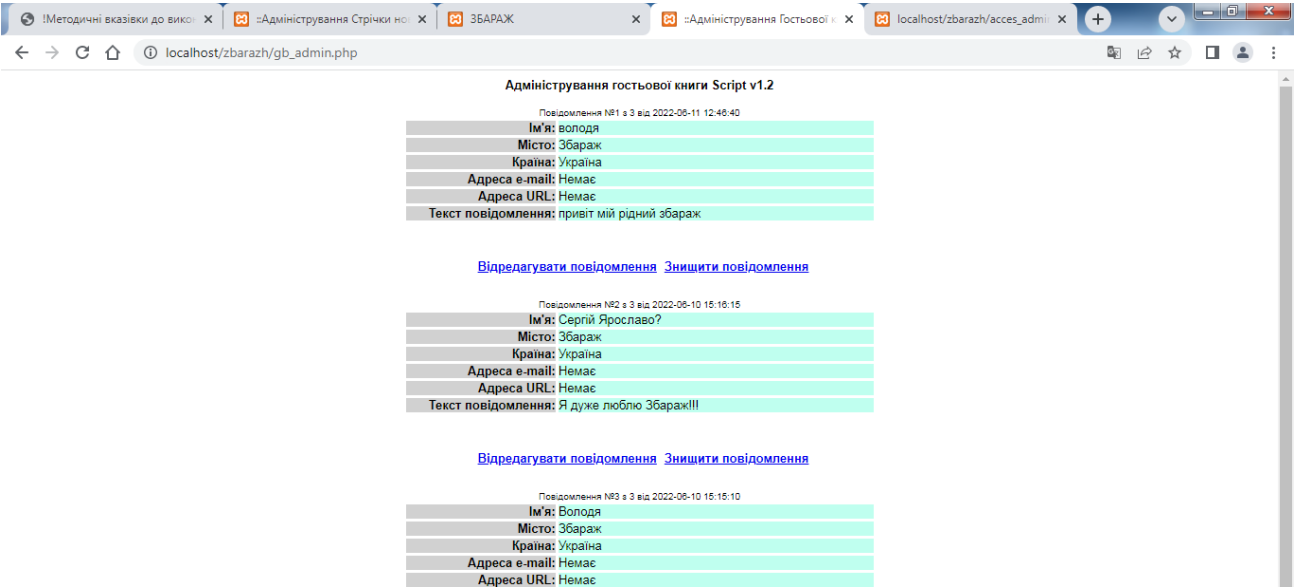 !Методичні вказівки до викон
::Адміністрування Стрічки нов
ЗБАРАЖ
::Адміністрування Гостьової к
localhost/zbarazh/acces_admin
localhost/zbarazh/gb_admin.php
Адміністрування гостьової книги Script v1.2
Повідомлення №1 з 3 від 2022-06-11 12:46:40
Ім'я: володя
Місто: Збараж
Країна: Україна
Адреса e-mail: Немає
Адреса URL: Немає
Текст повідомлення: привіт мій рідний збараж
Відредагувати повідомлення Знищити повідомлення
Повідомлення №2 з 3 від 2022-06-10 15:16:15
Ім'я: Сергій Ярославо?
Місто: Збараж
Країна: Україна
Адреса e-mail: Немає
Адреса URL: Немає
Текст повідомлення: Я дуже люблю Збараж!!!
Відредагувати повідомлення Знищити повідомлення
Повідомлення №3 з 3 від 2022-06-10 15:15:10
Ім'я: Володя
Місто: Збараж
Країна: Україна
Адреса e-mail: Немає
Адреса URL: Немає